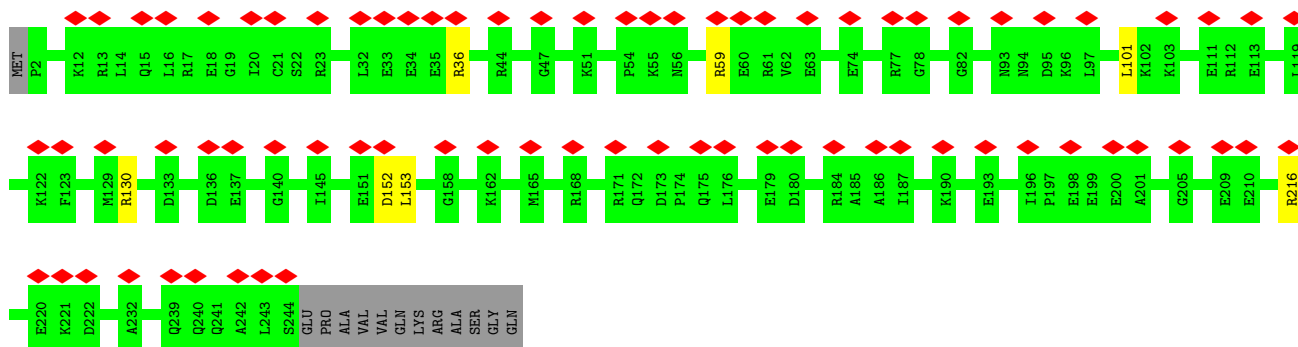 MET P2 K12 R13 L14 Q15 L16 R17 E18 G19 I20 C21 S22 R23 L32 E33 E34 E35 R36 R44 G47 K51 P54 K55 N56 R59 E60 R61 V62 E63 E74 R77 G78 G82 N93 N94 D95 K96 L97 L101 K102 K103 E111 R112 E113 L119
K122 F123 M129 R130 D133 D136 E137 G140 I145 E151 D152 L153 G158 K162 M165 R168 R171 Q172 D173 P174 Q175 L176 E179 D180 R184 A185 A186 I187 K190 E193 I196 P197 E198 E199 E200 A201 G205 E209 E210 R216
E220 K221 D222 A232 Q239 Q240 Q241 A242 L243 S244 GLU PRO ALA VAL VAL GLN LYS ARG ALA SER GLY GLN